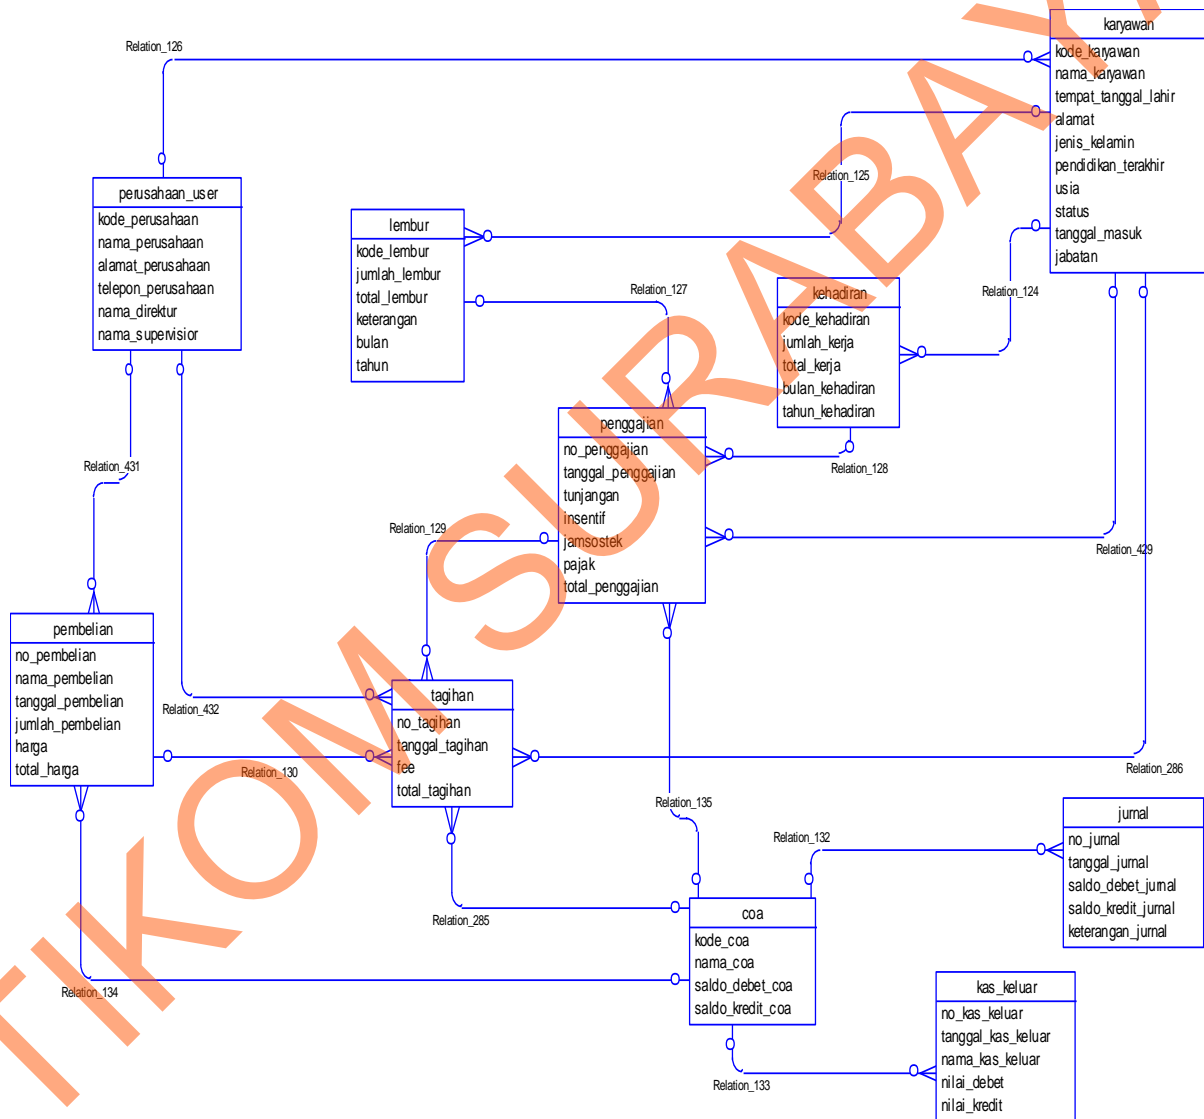 karyawan
kode_karyawan
nama_karyawan
tempat_tanggal_lahir
alamat
jenis_kelamin
pendidikan_terakhir
usia
status
tanggal_masuk
jabatan
Relation_126
Relation_125
Relation_124
perusahaan_user
kode_perusahaan
nama_perusahaan
alamat_perusahaan
telepon_perusahaan
nama_direktur
nama_supervisior
lembur
kode_lembur
jumlah_lembur
total_lembur
keterangan
bulan
tahun
Relation_127
kehadiran
kode_kehadiran
jumlah_kerja
total_kerja
bulan_kehadiran
tahun_kehadiran
Relation_128
penggajian
no_penggajian
tanggal_penggajian
tunjangan
insentif
jamsostek
pajak
total_penggajian
Relation_431
Relation_129
Relation_429
pembelian
no_pembelian
nama_pembelian
tanggal_pembelian
jumlah_pembelian
harga
total_harga
Relation_432
Relation_130
tagihan
no_tagihan
tanggal_tagihan
fee
total_tagihan
Relation_286
Relation_135
Relation_132
jurnal
no_jurnal
tanggal_jurnal
saldo_debet_jurnal
saldo_kredit_jurnal
keterangan_jurnal
Relation_285
Relation_134
coa
kode_coa
nama_coa
saldo_debet_coa
saldo_kredit_coa
Relation_133
kas_keluar
no_kas_keluar
tanggal_kas_keluar
nama_kas_keluar
nilai_debet
nilai_kredit
TIKOM SURABAYA